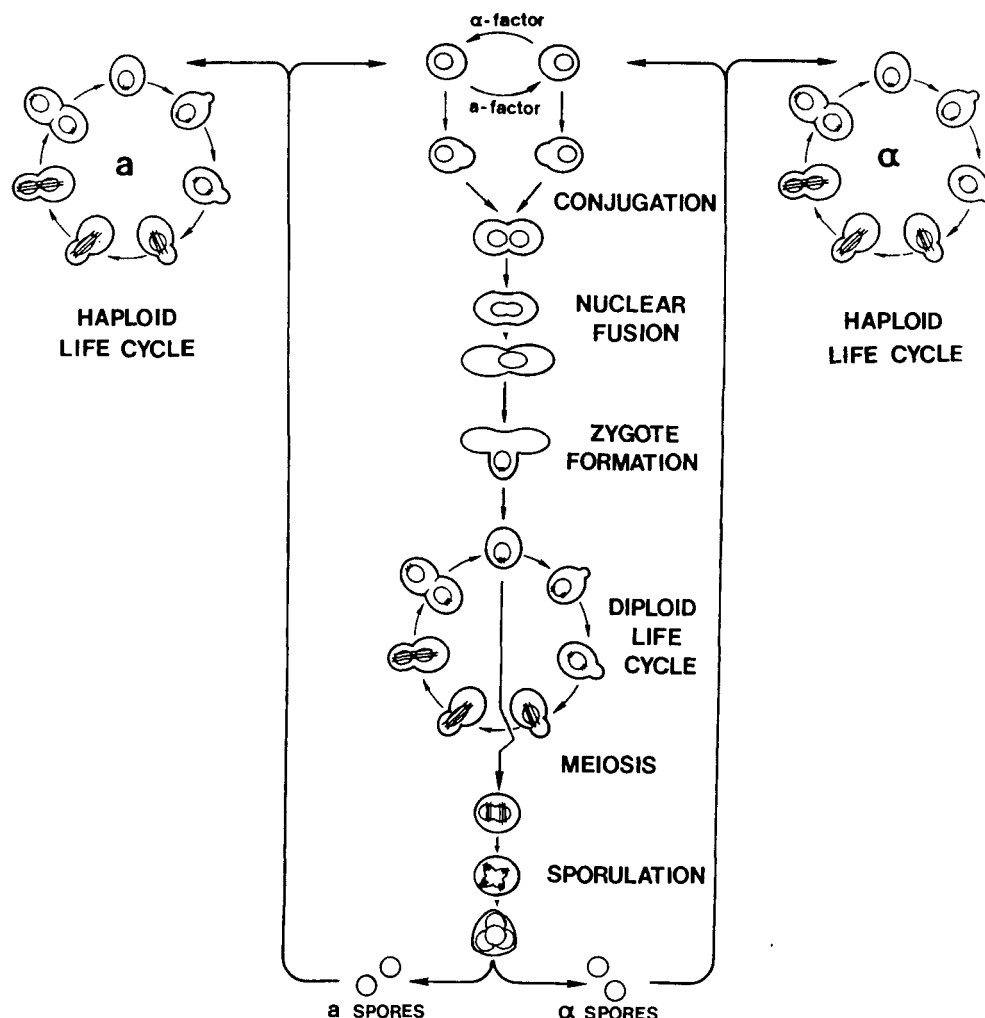 α-factor
a-factor
a
α
CONJUGATION
HAPLOID
LIFE CYCLE
NUCLEAR
FUSION
HAPLOID
LIFE CYCLE
ZYGOTE
FORMATION
DIPLOID
LIFE
CYCLE
MEIOSIS
SPORULATION
a SPORES
α SPORES